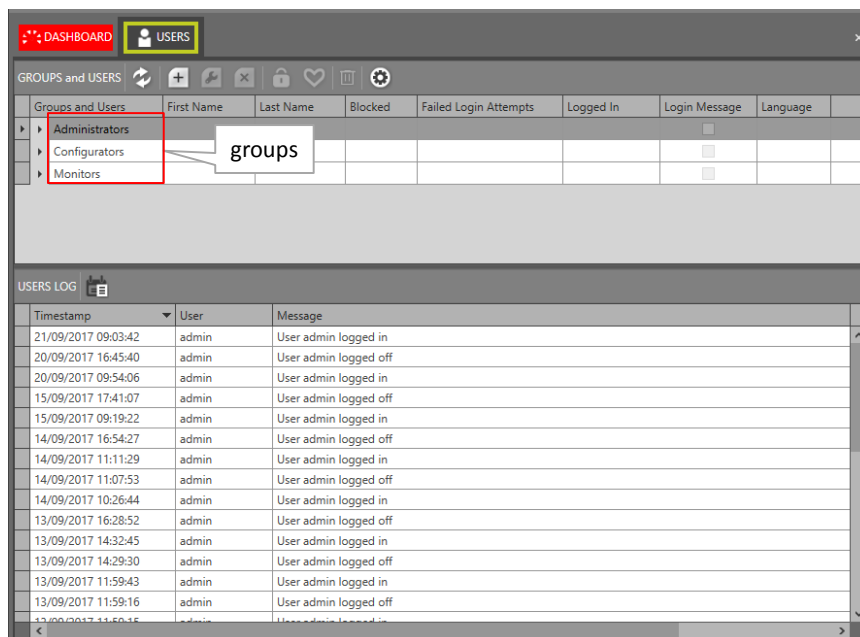 DASHBOARD USERS
GROUPS and USERS
Groups and Users First Name Last Name Blocked Failed Login Attempts Logged In Login Message Language
Administrators
Configurators
groups
Monitors
USERS LOG
Timestamp User Message
21/09/2017 09:03:42 admin User admin logged in
20/09/2017 16:45:40 admin User admin logged off
20/09/2017 09:54:06 admin User admin logged in
15/09/2017 17:41:07 admin User admin logged off
15/09/2017 09:19:22 admin User admin logged in
14/09/2017 16:54:27 admin User admin logged off
14/09/2017 11:11:29 admin User admin logged in
14/09/2017 11:07:53 admin User admin logged off
14/09/2017 10:26:44 admin User admin logged in
13/09/2017 16:28:52 admin User admin logged off
13/09/2017 14:32:45 admin User admin logged in
13/09/2017 14:29:30 admin User admin logged off
13/09/2017 11:59:43 admin User admin logged in
13/09/2017 11:59:16 admin User admin logged off